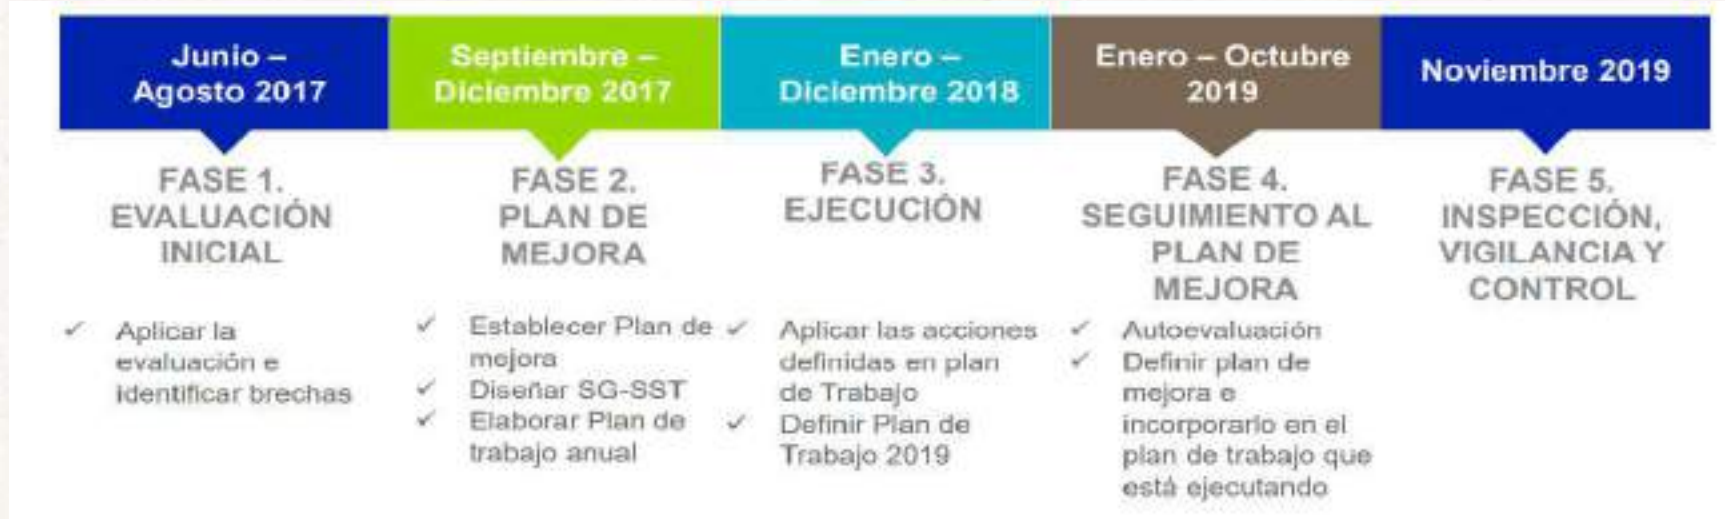 Junio –
Agosto 2017
Septiembre –
Diciembre 2017
Enero –
Diciembre 2018
Enero – Octubre
2019
Noviembre 2019
FASE 1.
EVALUACIÓN
INICIAL
FASE 2.
PLAN DE
MEJORA
FASE 3.
EJECUCIÓN
FASE 4.
SEGUIMIENTO AL
PLAN DE
MEJORA
FASE 5.
INSPECCIÓN,
VIGILANCIA Y
CONTROL
✓ Aplicar la
evaluación e
identificar brechas
✓ Establecer Plan de
mejora
✓ Diseñar SG-SST
✓ Elaborar Plan de
trabajo anual
✓ Aplicar las acciones
definidas en plan
de Trabajo
✓ Definir Plan de
Trabajo 2019
✓ Autoevaluación
✓ Definir plan de
mejora e
incorporarlo en el
plan de trabajo que
está ejecutando